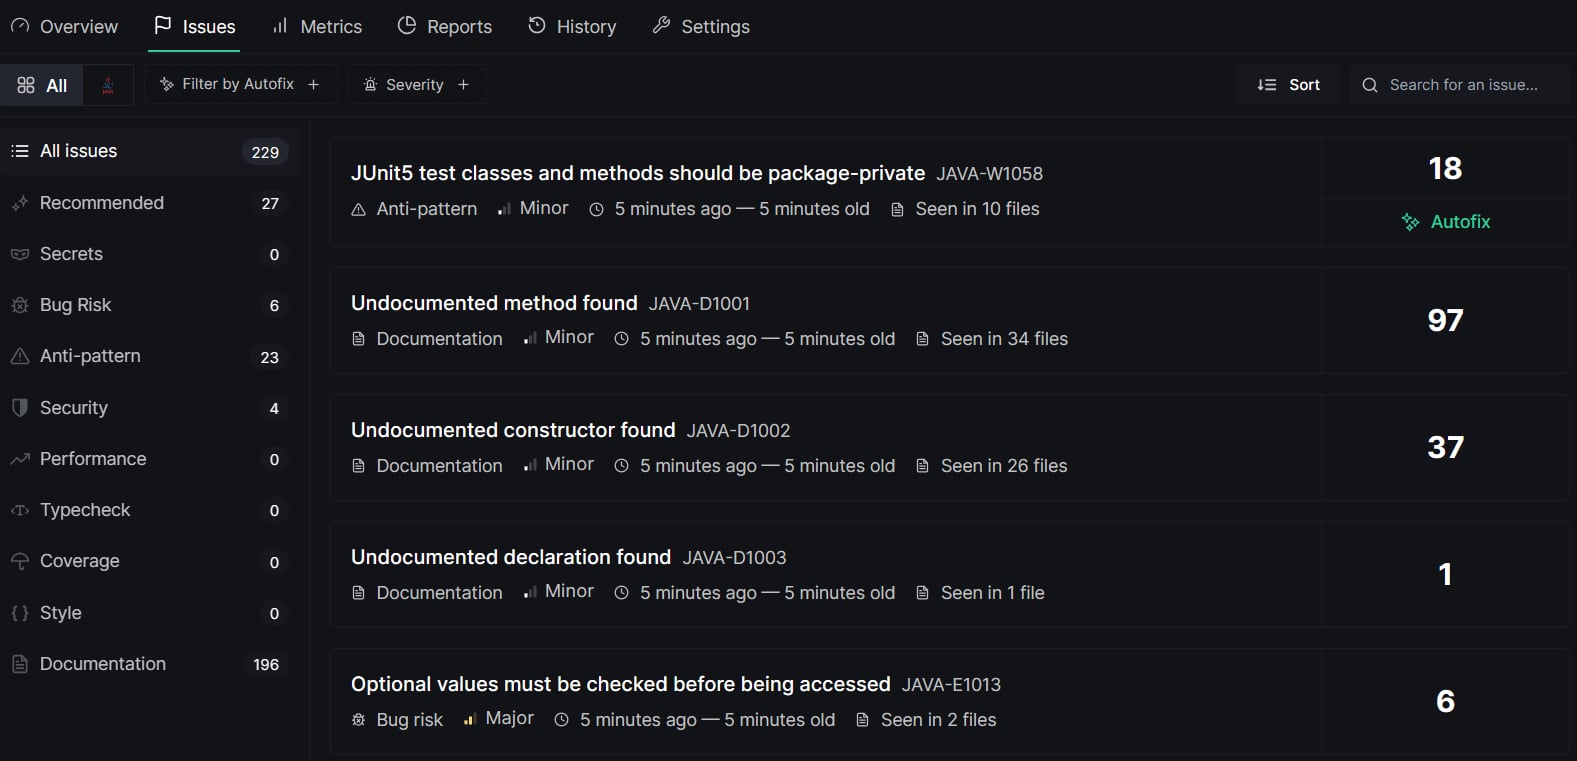 Overview Issues Metrics Reports History Settings
All Filter by Autofix + Severity + Sort Search for an issue...
All issues 229
Recommended 27
Secrets 0
Bug Risk 6
Anti-pattern 23
Security 4
Performance 0
Typecheck 0
Coverage 0
Style 0
Documentation 196
JUnit5 test classes and methods should be package-private JAVA-W1058
Anti-pattern Minor 5 minutes ago — 5 minutes old Seen in 10 files
18
Autofix
Undocumented method found JAVA-D1001
Documentation Minor 5 minutes ago — 5 minutes old Seen in 34 files
97
Undocumented constructor found JAVA-D1002
Documentation Minor 5 minutes ago — 5 minutes old Seen in 26 files
37
Undocumented declaration found JAVA-D1003
Documentation Minor 5 minutes ago — 5 minutes old Seen in 1 file
1
Optional values must be checked before being accessed JAVA-E1013
Bug risk Major 5 minutes ago — 5 minutes old Seen in 2 files
6